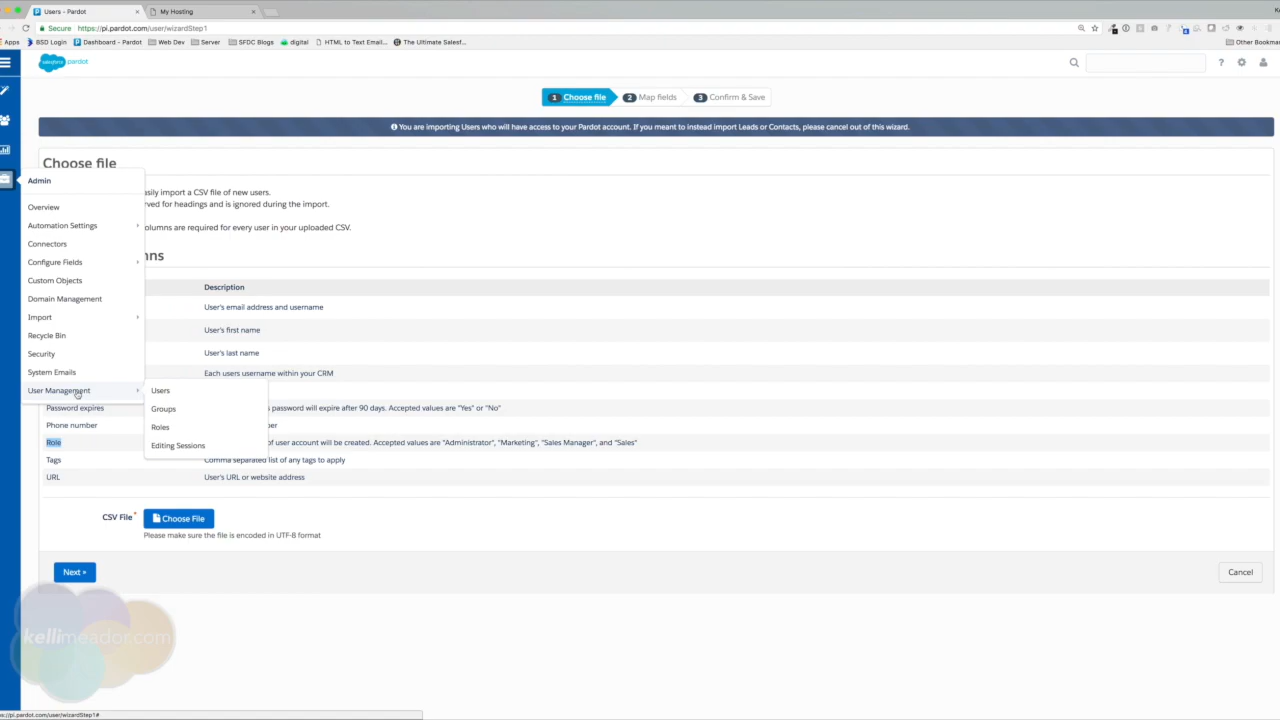 Users - Pardot
My Hosting
Secure https://pi.pardot.com/user/wizardStep1
Apps BSD Login Dashboard - Pardot Web Dev Server SFDC Blogs digital HTML to Text Email... The Ultimate Salesf...
Other Bookmar
salesforce pardot
?
1 Choose file 2 Map fields 3 Confirm & Save
You are importing Users who will have access to your Pardot account. If you meant to instead import Leads or Contacts, please cancel out of this wizard.
Choose file
Admin
asily import a CSV file of new users.
rved for headings and is ignored during the import.
Overview
Automation Settings
olumns are required for every user in your uploaded CSV.
Connectors
Configure Fields
Custom Objects
Domain Management
Import
Recycle Bin
Security
System Emails
User Management
Users
Groups
Roles
Editing Sessions
ns
Description
User's email address and username
User's first name
User's last name
Each users username within your CRM
Password expires
s password will expire after 90 days. Accepted values are "Yes" or "No"
Phone number
er
Role
of user account will be created. Accepted values are "Administrator", "Marketing", "Sales Manager", and "Sales"
Tags
Comma separated list of any tags to apply
URL
User's URL or website address
CSV File*
Choose File
Please make sure the file is encoded in UTF-8 format
Next »
Cancel
kellimeador.com
ps://pi.pardot.com/user/wizardStep1#